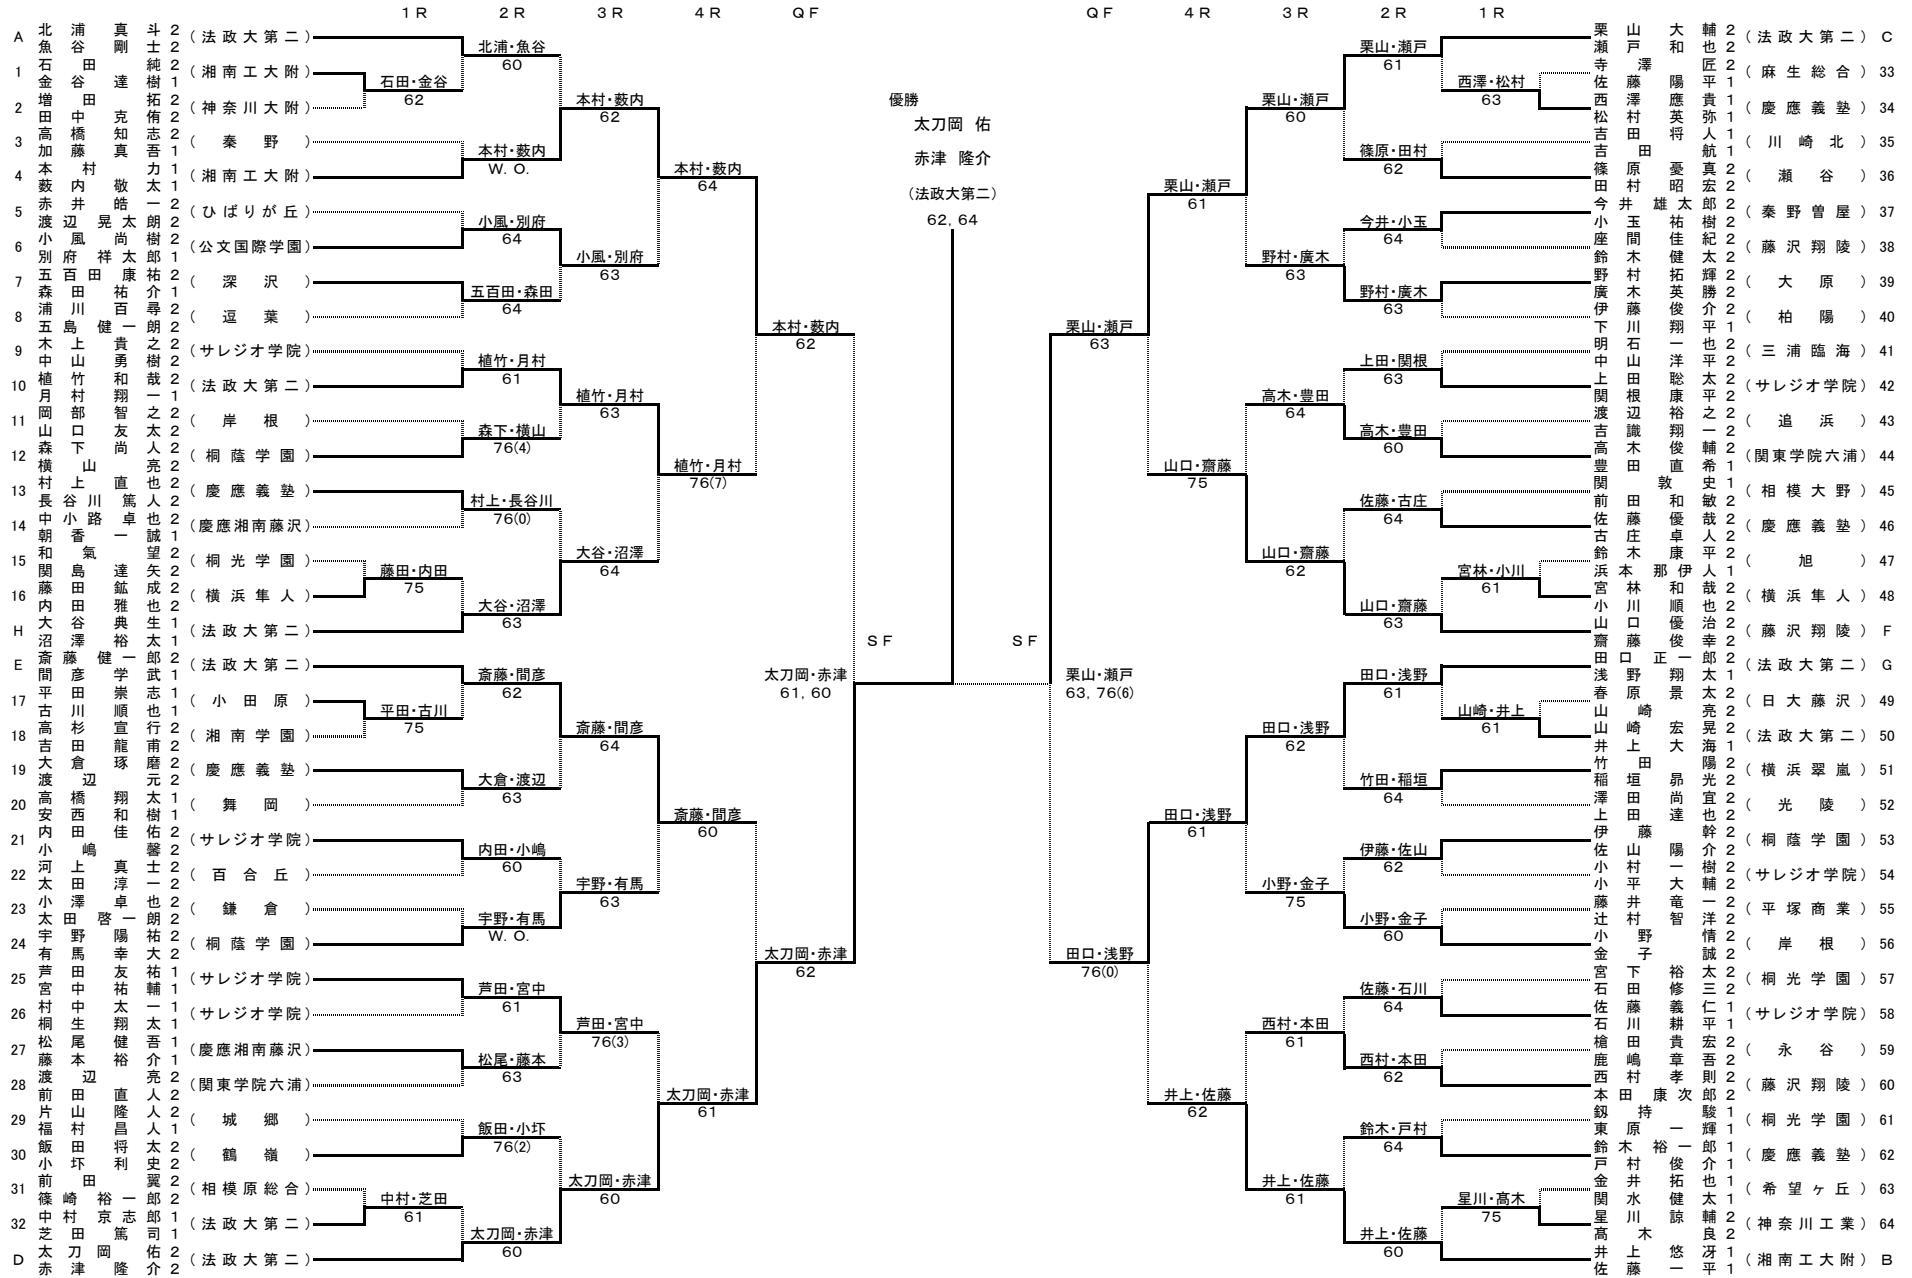 1R 2R 3R 4R QF QF 4R 3R 2R 1R
A 北浦真斗2 魚谷剛士2 (法政大第二)
1 石田純2 金谷達樹1 (湘南工大附)
2 増田拓2 田中克侑2 (神奈川大附)
3 高橋知志2 加藤真吾1 (秦野)
4 本村力1 薮内敬太1 (湘南工大附)
5 赤井皓一2 渡辺晃太朗2 (ひばりが丘)
6 小風尚樹2 別府祥太郎1 (公文国際学園)
7 五百田康祐2 森田祐介1 (深沢)
8 浦川百尋2 五島健一朗2 (逗葉)
9 木上貴之2 中山勇樹2 (サレジオ学院)
10 植竹和哉2 月村翔一1 (法政大第二)
11 岡部智之2 山口友太2 (岸根)
12 森下尚人2 横山亮2 (桐蔭学園)
13 村上直也2 長谷川篤人2 (慶應義塾)
14 中小路卓也2 朝香一誠1 (慶應湘南藤沢)
15 和氣望2 関島達矢2 (桐光学園)
16 藤田鉱成2 内田雅也2 (横浜隼人)
H 大谷典生1 沼澤裕太1 (法政大第二)
E 斎藤健一郎2 間彦学武1 (法政大第二)
17 平田崇志1 古川順也1 (小田原)
18 高杉宣行2 吉田龍甫2 (湘南学園)
19 大倉琢磨2 渡辺元2 (慶應義塾)
20 高橋翔太1 安西和樹1 (舞岡)
21 内田佳佑2 小嶋馨2 (サレジオ学院)
22 河上真士2 太田淳一2 (百合丘)
23 小澤卓也2 太田啓一朗2 (鎌倉)
24 宇野陽祐2 有馬幸大2 (桐蔭学園)
25 芦田友祐1 宮中祐輔1 (サレジオ学院)
26 村中太一1 桐生翔太1 (サレジオ学院)
27 松尾健吾1 藤本裕介1 (慶應湘南藤沢)
28 渡辺亮2 前田直人2 (関東学院六浦)
29 片山隆人2 福村昌人1 (城郷)
30 飯田将太2 小圷利史2 (鶴嶺)
31 前田翼2 篠崎裕一郎2 (相模原総合)
32 中村京志郎1 芝田篤司1 (法政大第二)
D 太刀岡佑2 赤津隆介2 (法政大第二)
石田・金谷 62
藤田・内田 75
平田・古川 75
中村・芝田 61
北浦・魚谷 60
本村・薮内 W.O.
小風・別府 64
五百田・森田 64
植竹・月村 61
森下・横山 76(4)
村上・長谷川 76(0)
大谷・沼澤 63
斎藤・間彦 62
大倉・渡辺 63
内田・小嶋 60
宇野・有馬 W.O.
芦田・宮中 61
松尾・藤本 63
飯田・小圷 76(2)
太刀岡・赤津 60
本村・薮内 62
小風・別府 63
植竹・月村 63
大谷・沼澤 64
斎藤・間彦 64
宇野・有馬 63
芦田・宮中 76(3)
太刀岡・赤津 60
本村・薮内 64
植竹・月村 76(7)
斎藤・間彦 60
太刀岡・赤津 61
本村・薮内 62
太刀岡・赤津 62
SF
太刀岡・赤津
61, 60
優勝
太刀岡 佑
赤津 隆介
(法政大第二)
62, 64
SF
栗山・瀬戸
63, 76(6)
栗山・瀬戸 63
田口・浅野 76(0)
栗山・瀬戸 61
山口・齋藤 75
田口・浅野 61
井上・佐藤 62
栗山・瀬戸 60
野村・廣木 63
高木・豊田 64
山口・齋藤 62
田口・浅野 62
小野・金子 75
西村・本田 61
井上・佐藤 61
栗山・瀬戸 61
篠原・田村 62
今井・小玉 64
野村・廣木 63
上田・関根 63
高木・豊田 60
佐藤・古庄 64
山口・齋藤 63
田口・浅野 61
竹田・稲垣 64
伊藤・佐山 62
小野・金子 60
佐藤・石川 64
西村・本田 62
鈴木・戸村 64
井上・佐藤 60
西澤・松村 63
宮林・小川 61
山崎・井上 61
星川・髙木 75
栗山大輔2 瀬戸和也2 (法政大第二) C
寺澤匠2 佐藤陽平1 (麻生総合) 33
西澤應貴1 松村英弥1 (慶應義塾) 34
吉田将人1 吉田航1 (川崎北) 35
篠原憂真2 田村昭宏2 (瀬谷) 36
今井雄太郎2 小玉祐樹2 (秦野曽屋) 37
座間佳紀2 鈴木健太2 (藤沢翔陵) 38
野村拓輝2 廣木英勝2 (大原) 39
伊藤俊介2 下川翔平1 (柏陽) 40
明石一也2 中山洋平2 (三浦臨海) 41
上田聡太2 関根康平2 (サレジオ学院) 42
渡辺裕之2 吉識翔一2 (追浜) 43
高木俊輔2 豊田直希1 (関東学院六浦) 44
関敦史1 前田和敏2 (相模大野) 45
佐藤優哉2 古庄卓人2 (慶應義塾) 46
鈴木康平2 浜本那伊人1 (旭) 47
宮林和哉2 小川順也2 (横浜隼人) 48
山口優治2 齋藤俊幸2 (藤沢翔陵) F
田口正一郎2 浅野翔太1 (法政大第二) G
春原景太2 山崎亮2 (日大藤沢) 49
山崎宏晃2 井上大海1 (法政大第二) 50
竹田陽2 稲垣昴光2 (横浜翠嵐) 51
澤田尚宜2 上田達也2 (光陵) 52
伊藤幹2 佐山陽介2 (桐蔭学園) 53
小村一樹2 小平大輔2 (サレジオ学院) 54
藤井竜一2 辻村智洋2 (平塚商業) 55
小野情2 金子誠2 (岸根) 56
宮下裕太2 石田修三2 (桐光学園) 57
佐藤義仁1 石川耕平1 (サレジオ学院) 58
槍田貴宏2 鹿嶋章吾2 (永谷) 59
西村孝則2 本田康次郎2 (藤沢翔陵) 60
釼持駿1 東原一輝1 (桐光学園) 61
鈴木裕一郎1 戸村俊介1 (慶應義塾) 62
金井拓也1 関水健太1 (希望ヶ丘) 63
星川諒輔2 髙木良2 (神奈川工業) 64
井上悠冴1 佐藤一平1 (湘南工大附) B